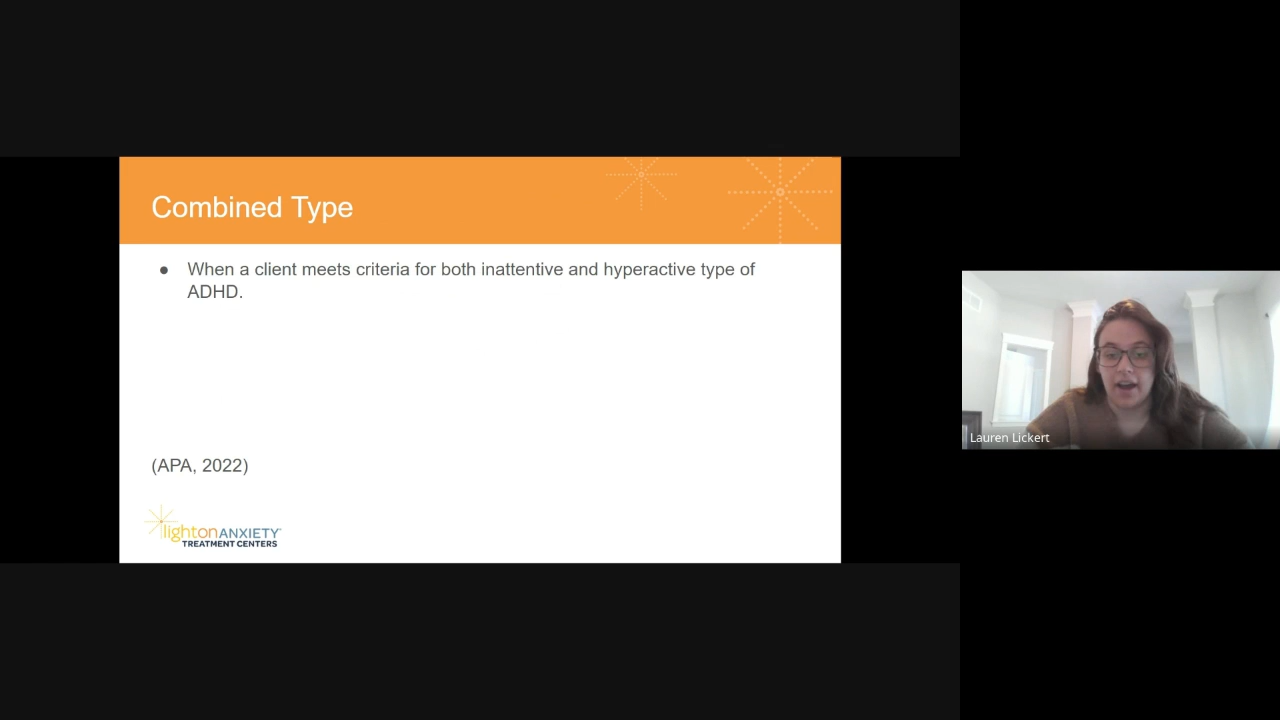 Combined Type
● When a client meets criteria for both inattentive and hyperactive type of
ADHD.
(APA, 2022)
lightonANXIETY
TREATMENT CENTERS
Lauren Lickert